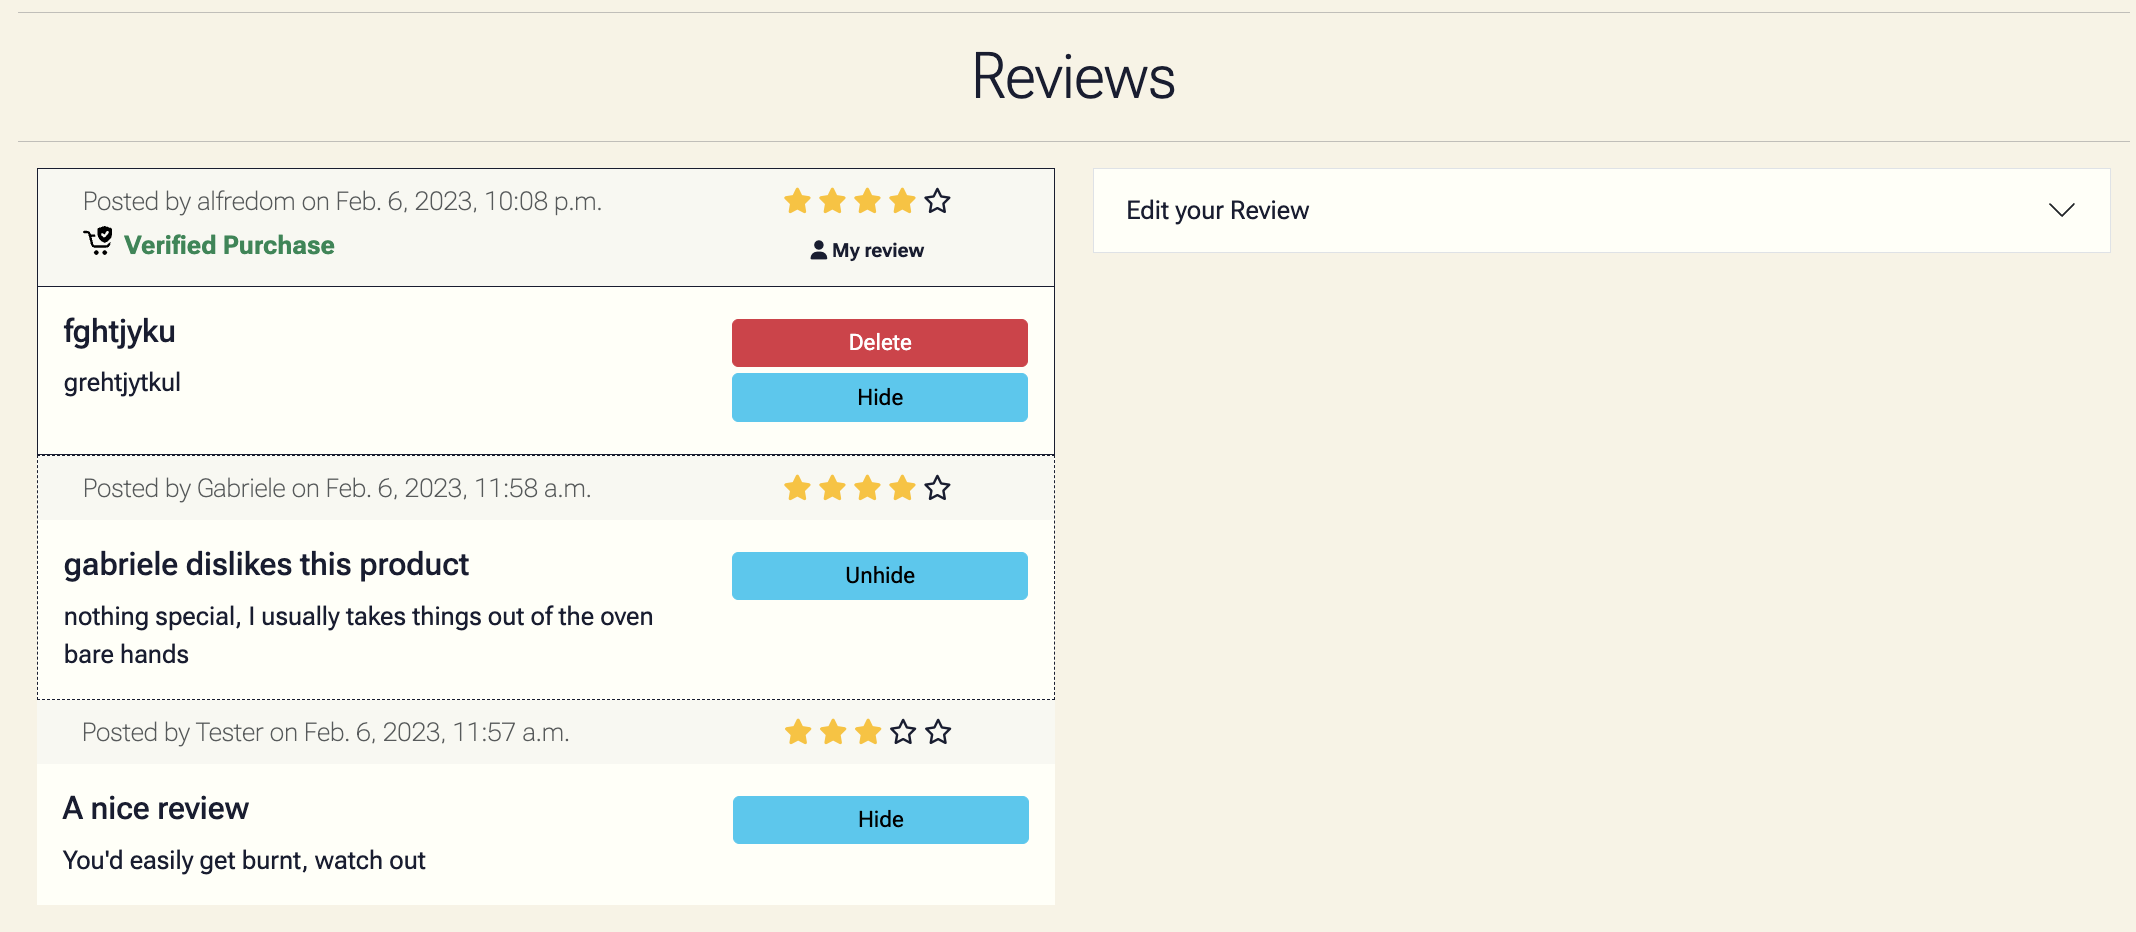 Reviews
Posted by alfredom on Feb. 6, 2023, 10:08 p.m.
Verified Purchase
My review
fghtjyku
grehtjytkul
Delete
Hide
Posted by Gabriele on Feb. 6, 2023, 11:58 a.m.
gabriele dislikes this product
nothing special, I usually takes things out of the oven
bare hands
Unhide
Posted by Tester on Feb. 6, 2023, 11:57 a.m.
A nice review
You'd easily get burnt, watch out
Hide
Edit your Review